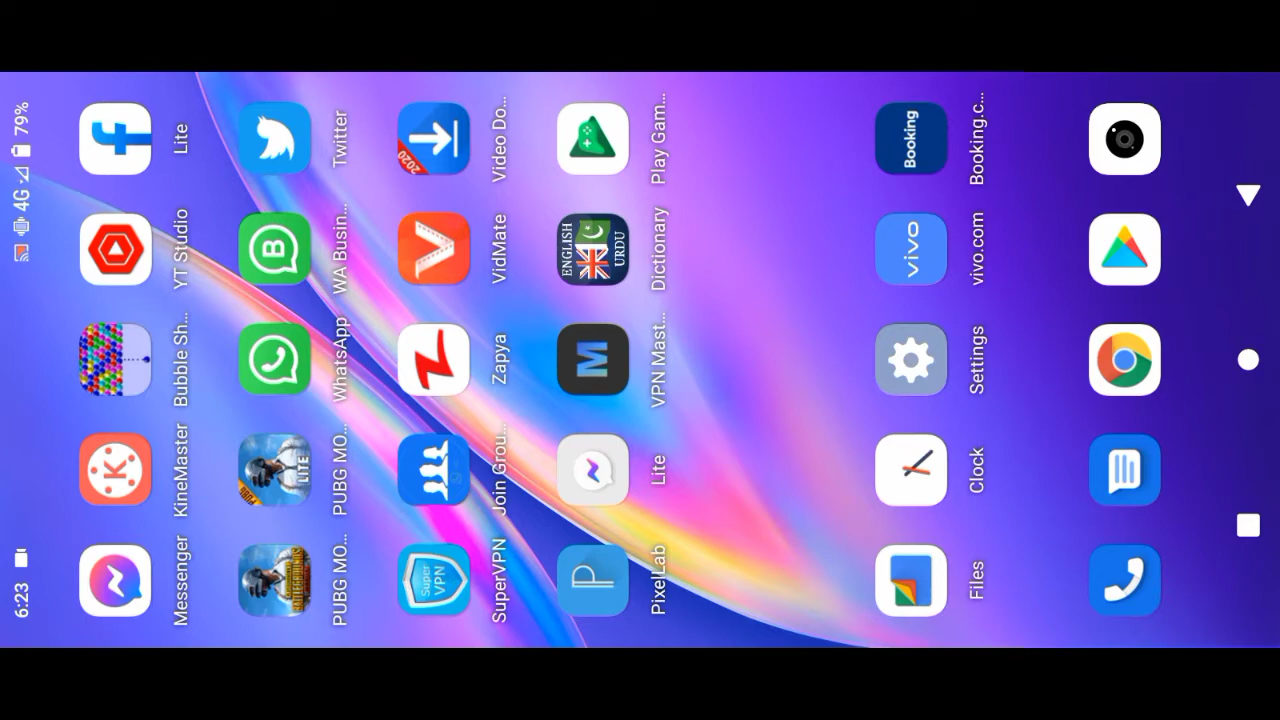 6:23 4G 79%
Messenger KineMaster Bubble Sh... YT Studio Lite
PUBG MO... PUBG MO... WhatsApp WA Busin... Twitter
SuperVPN Join Grou... Zapya VidMate Video Do...
PixelLab Lite VPN Mast... Dictionary Play Gam...
Files Clock Settings vivo.com Booking.c...
K
f
LITE
B
Super
VPN
2020
P
M
ENGLISH
URDU
vivo
Booking